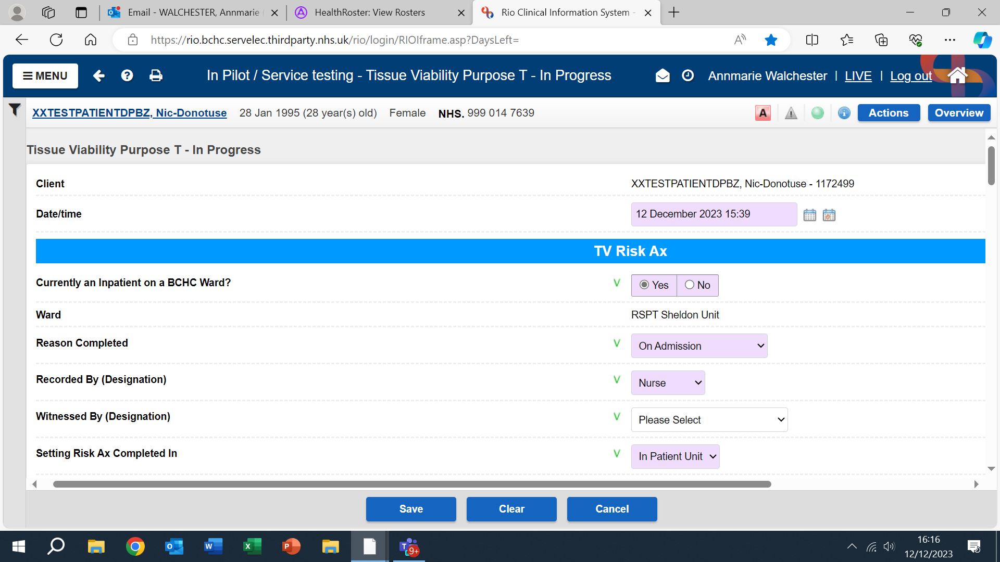 Email - WALCHESTER, Annmarie
HealthRoster: View Rosters
Rio Clinical Information System -
https://rio.bchc.servelec.thirdparty.nhs.uk/rio/login/RIOIframe.asp?DaysLeft=
MENU
In Pilot / Service testing - Tissue Viability Purpose T - In Progress
Annmarie Walchester | LIVE | Log out
XXTESTPATIENTDPBZ, Nic-Donotuse 28 Jan 1995 (28 year(s) old) Female NHS. 999 014 7639
A
Actions
Overview
Tissue Viability Purpose T - In Progress
Client
XXTESTPATIENTDPBZ, Nic-Donotuse - 1172499
Date/time
12 December 2023 15:39
TV Risk Ax
Currently an Inpatient on a BCHC Ward?
V
Yes No
Ward
RSPT Sheldon Unit
Reason Completed
V
On Admission
Recorded By (Designation)
V
Nurse
Witnessed By (Designation)
V
Please Select
Setting Risk Ax Completed In
V
In Patient Unit
Save
Clear
Cancel
9+
16:16
12/12/2023